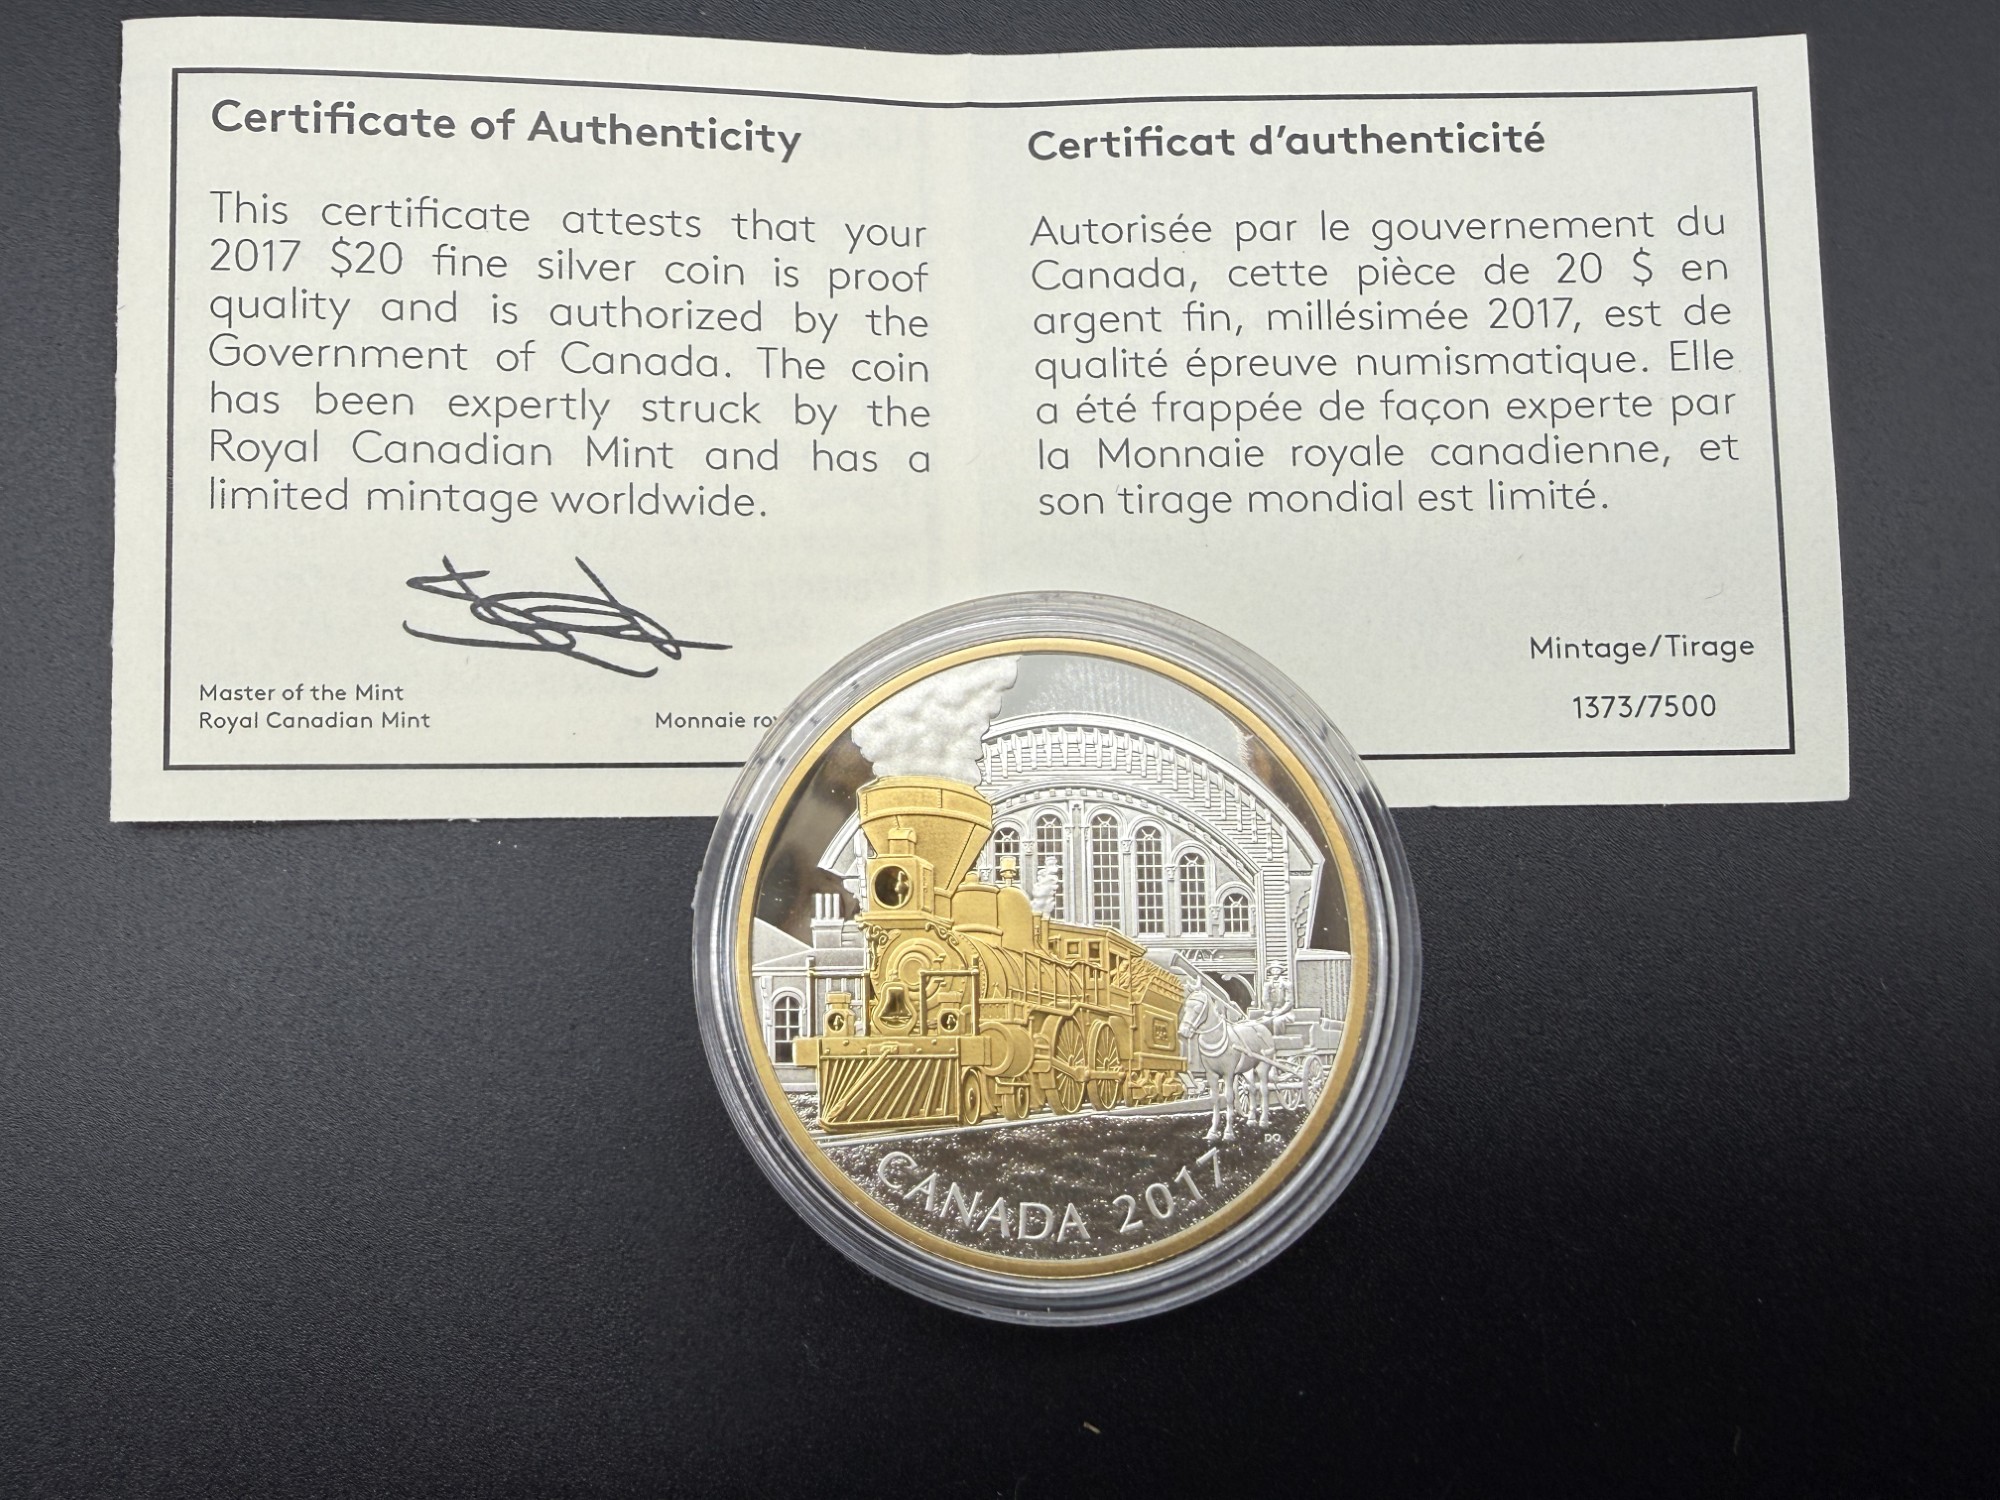 Certificate of Authenticity
This certificate attests that your
2017 $20 fine silver coin is proof
quality and is authorized by the
Government of Canada. The coin
has been expertly struck by the
Royal Canadian Mint and has a
limited mintage worldwide.
Master of the Mint
Royal Canadian Mint
Monnaie ro
Certificat d'authenticité
Autorisée par le gouvernement du
Canada, cette pièce de 20 $ en
argent fin, millésimée 2017, est de
qualité épreuve numismatique. Elle
a été frappée de façon experte par
la Monnaie royale canadienne, et
son tirage mondial est limité.
Mintage/Tirage
1373/7500
WAY
DO
CANADA 2017